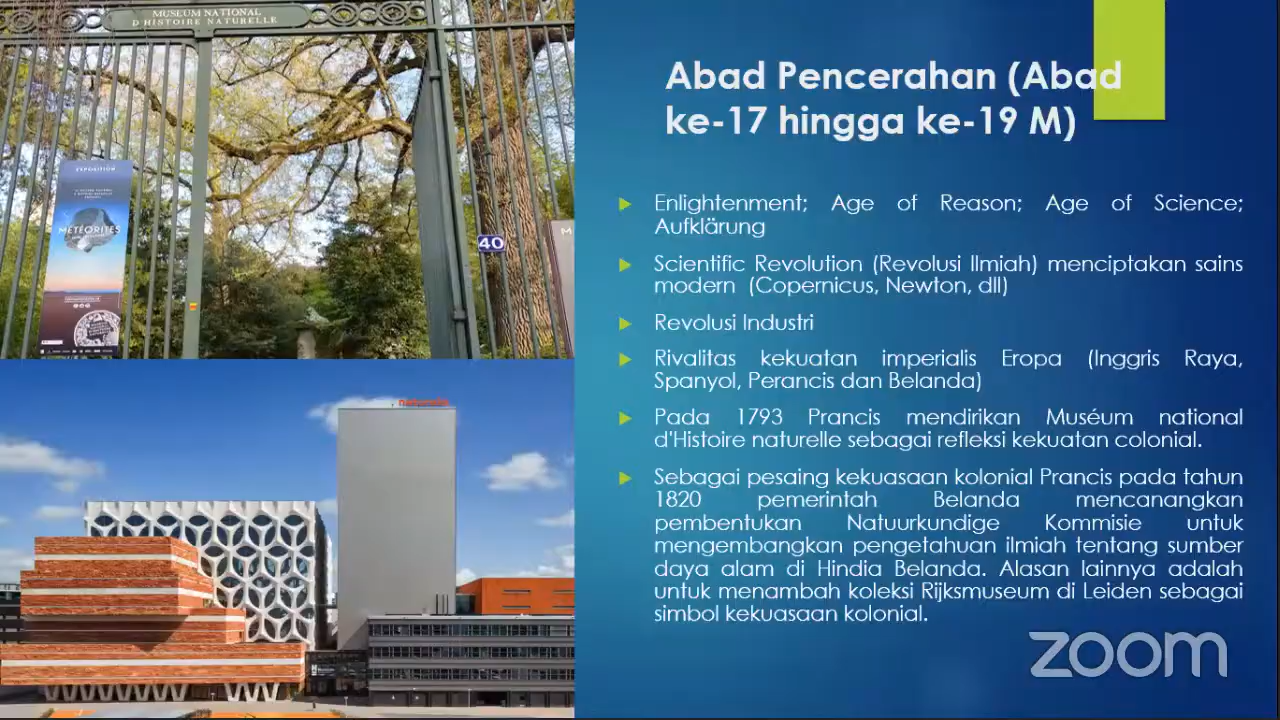 MUSEUM NATIONAL
D'HISTOIRE NATURELLE
EXPOSITION
METEORITES
40
M
Abad Pencerahan (Abad
ke-17 hingga ke-19 M)
Enlightenment; Age of Reason; Age of Science;
Aufklärung
Scientific Revolution (Revolusi Ilmiah) menciptakan sains
modern (Copernicus, Newton, dll)
Revolusi Industri
Rivalitas kekuatan imperialis Eropa (Inggris Raya,
Spanyol, Perancis dan Belanda)
Pada 1793 Prancis mendirikan Muséum national
d'Histoire naturelle sebagai refleksi kekuatan colonial.
Sebagai pesaing kekuasaan kolonial Prancis pada tahun
1820 pemerintah Belanda mencanangkan
pembentukan Natuurkundige Kommisie untuk
mengembangkan pengetahuan ilmiah tentang sumber
daya alam di Hindia Belanda. Alasan lainnya adalah
untuk menambah koleksi Rijksmuseum di Leiden sebagai
simbol kekuasaan kolonial.
zoom